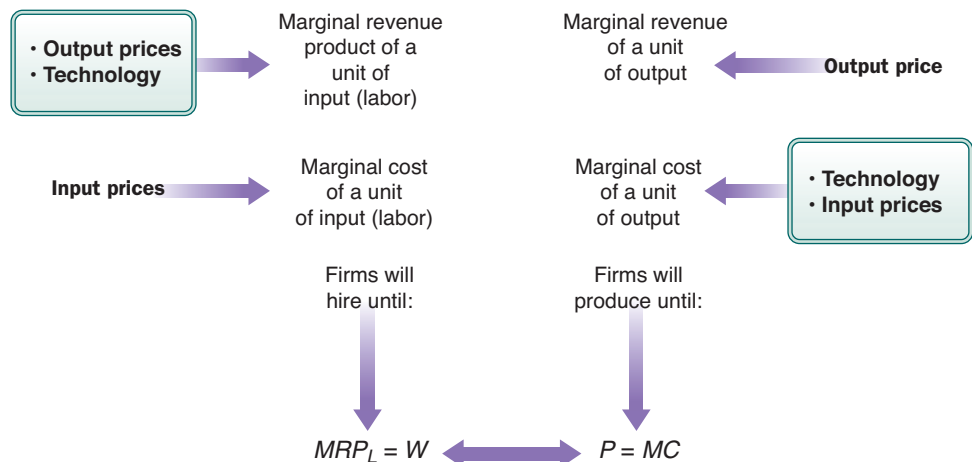 • Output prices
• Technology
Marginal revenue
product of a
unit of
input (labor)
Marginal revenue
of a unit
of output
Output price
Input prices
Marginal cost
of a unit
of input (labor)
Marginal cost
of a unit
of output
• Technology
• Input prices
Firms will
hire until:
Firms will
produce until:
MRP_L = W
P = MC